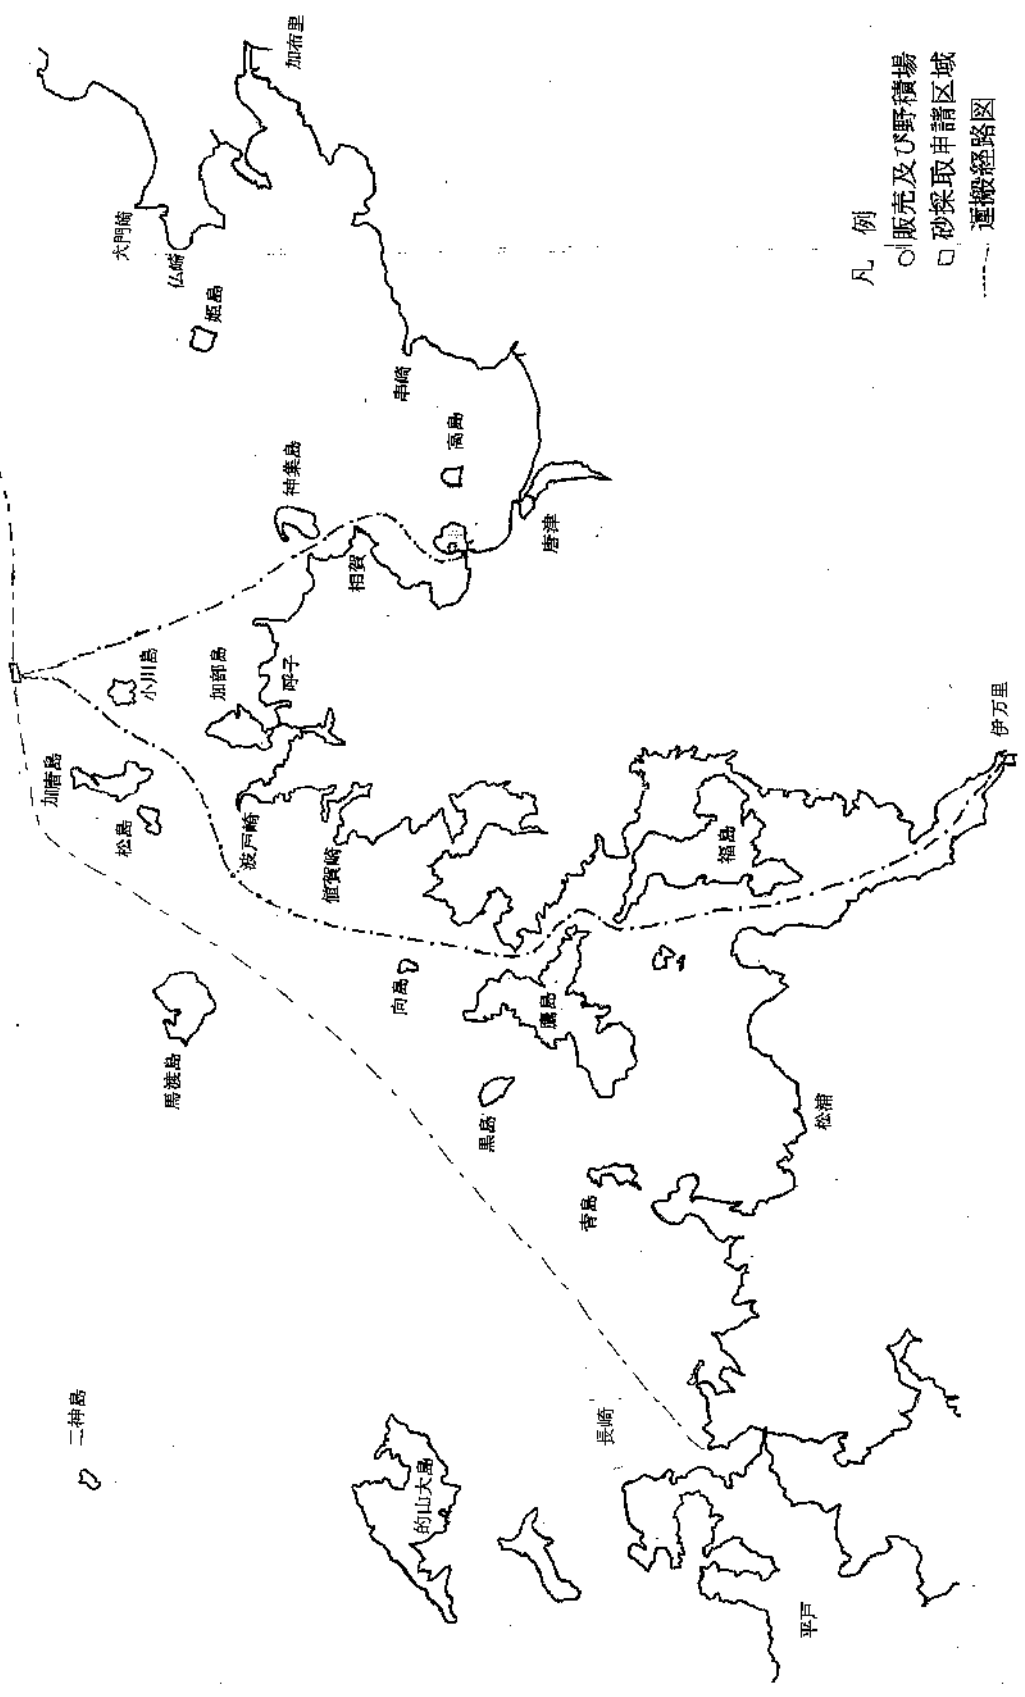 加布里
大門崎
仏崎
姫島
串崎
高島
神集島
唐津
相賀
小川島
加部島
呼子
加唐島
松島
波戸崎
値賀崎
福島
伊万里
向島
鷹島
馬渡島
黒島
青島
松浦
二神島
的山大島
長崎
平戸
凡 例
○販売及び野積場
□ 砂採取申請区域
運搬経路図